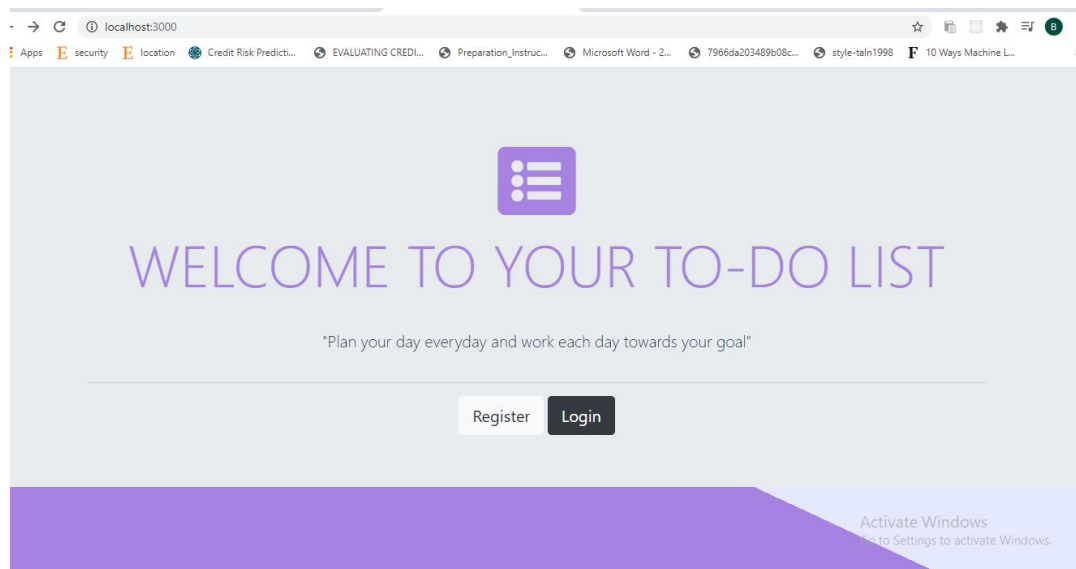 localhost:3000
B
Apps E security E location Credit Risk Predicti... EVALUATING CREDI... Preparation_Instruc... Microsoft Word - 2... 7966da203489b08c... style-taln1998 F 10 Ways Machine L...
WELCOME TO YOUR TO-DO LIST
"Plan your day everyday and work each day towards your goal"
Register Login
Activate Windows
Go to Settings to activate Windows.